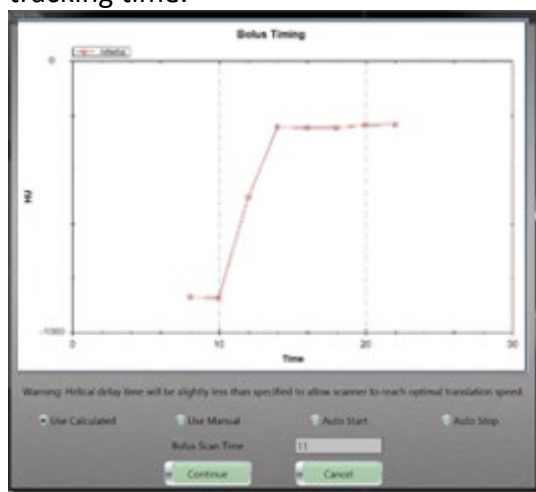 tracking time.
Bolus Timing
0
HU
-1000
0 10 20 30
Time
Warning: Helical delay time will be slightly less than specified to allow scanner to reach optimal translation speed.
Use Calculated Use Manual Auto Start Auto Stop
Bolus Scan Time 11
Continue Cancel